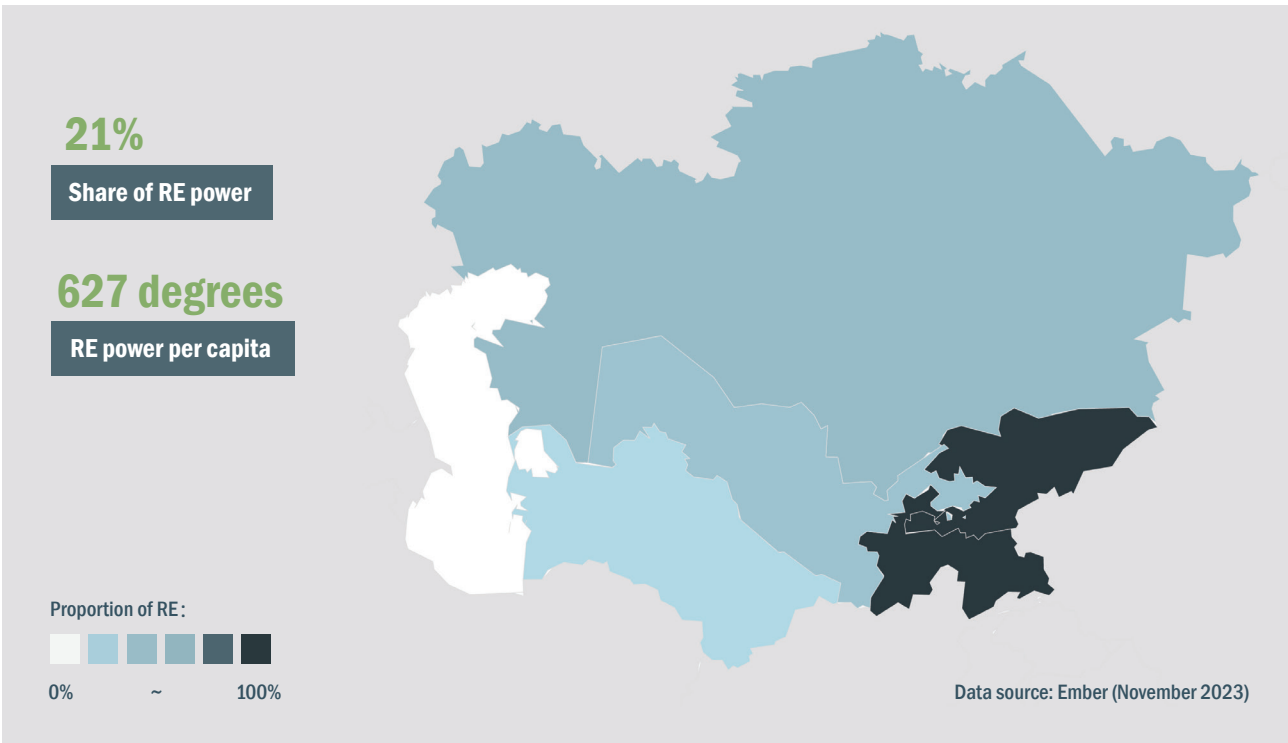 21%
Share of RE power
627 degrees
RE power per capita
Proportion of RE:
0% ~ 100%
Data source: Ember (November 2023)